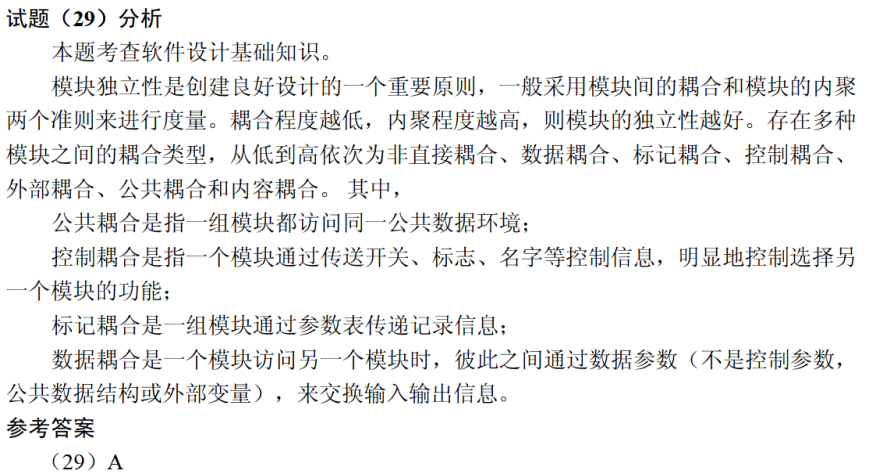 试题（29）分析
本题考查软件设计基础知识。
模块独立性是创建良好设计的一个重要原则，一般采用模块间的耦合和模块的内聚
两个准则来进行度量。耦合程度越低，内聚程度越高，则模块的独立性越好。存在多种
模块之间的耦合类型，从低到高依次为非直接耦合、数据耦合、标记耦合、控制耦合、
外部耦合、公共耦合和内容耦合。 其中，
公共耦合是指一组模块都访问同一公共数据环境；
控制耦合是指一个模块通过传送开关、标志、名字等控制信息，明显地控制选择另
一个模块的功能；
标记耦合是一组模块通过参数表传递记录信息；
数据耦合是一个模块访问另一个模块时，彼此之间通过数据参数（不是控制参数，
公共数据结构或外部变量），来交换输入输出信息。
参考答案
（29）A